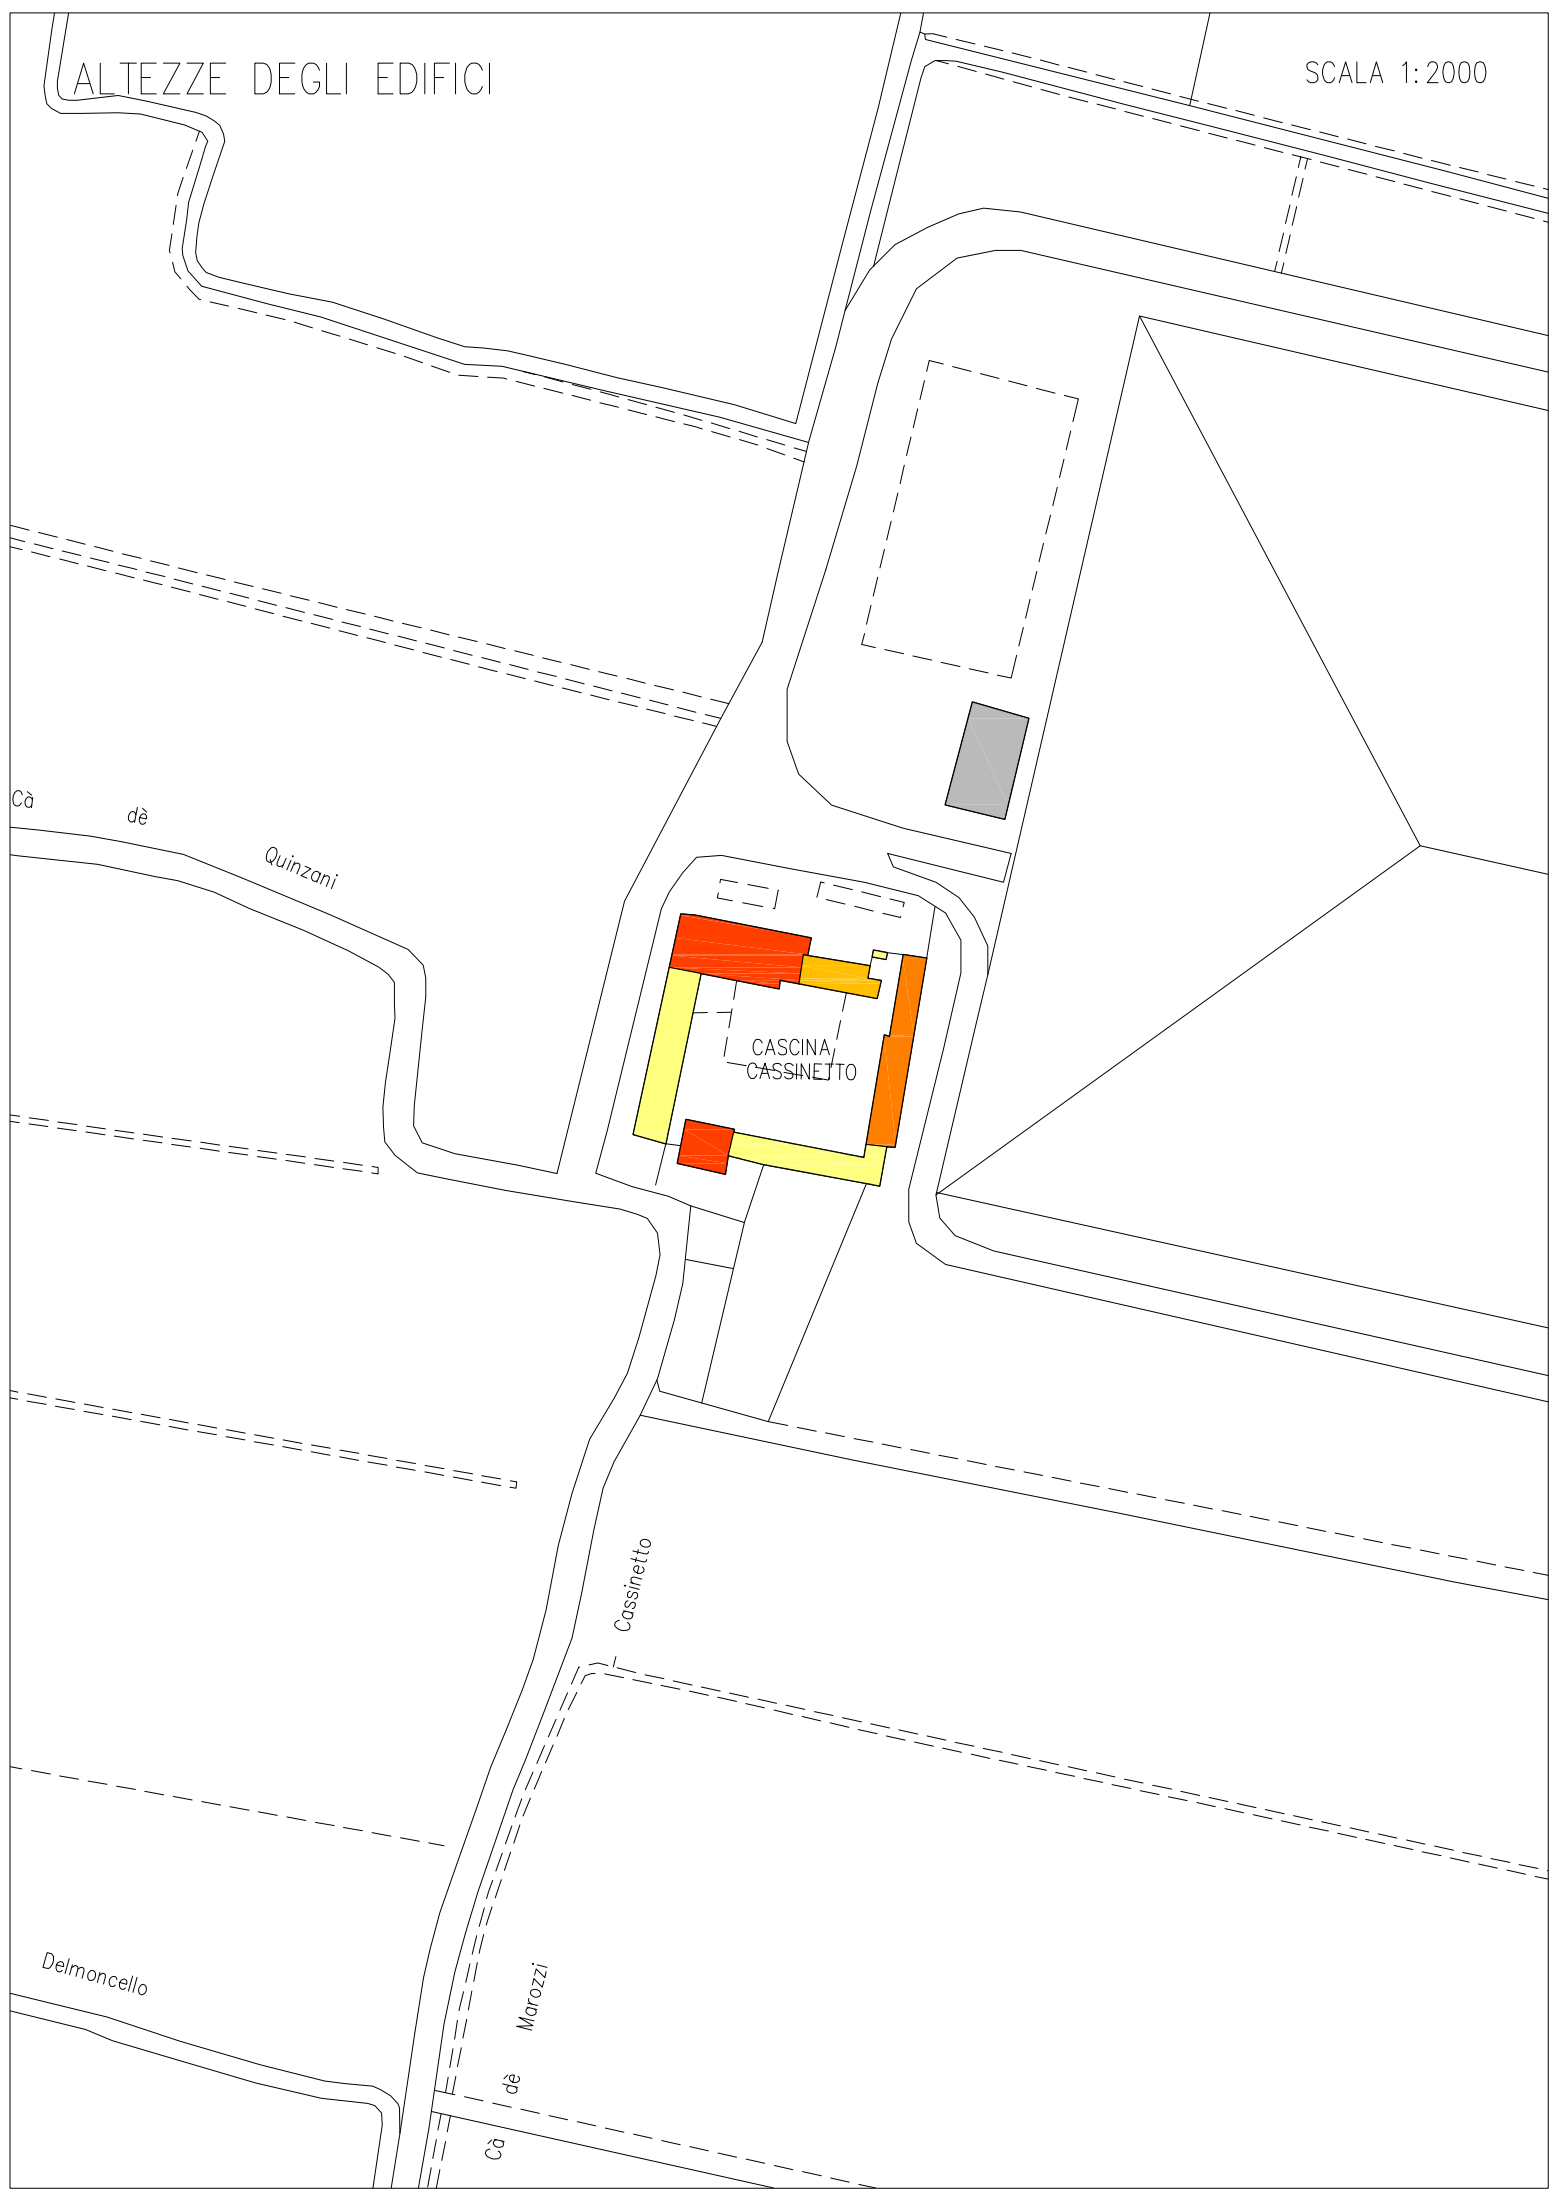 ALTEZZE DEGLI EDIFICI
SCALA 1:2000
Cà dè Quinzani
CASCINA
CASSINETTO
Cà dè Marozzi Cassinetto
Delmoncello